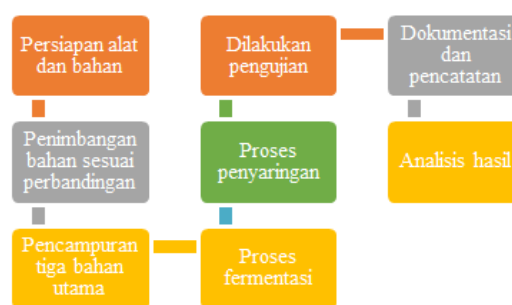 Persiapan alat
dan bahan
Penimbangan
bahan sesuai
perbandingan
Pencampuran
tiga bahan
utama
Proses
fermentasi
Proses
penyaringan
Dilakukan
pengujian
Dokumentasi
dan
pencatatan
Analisis hasil